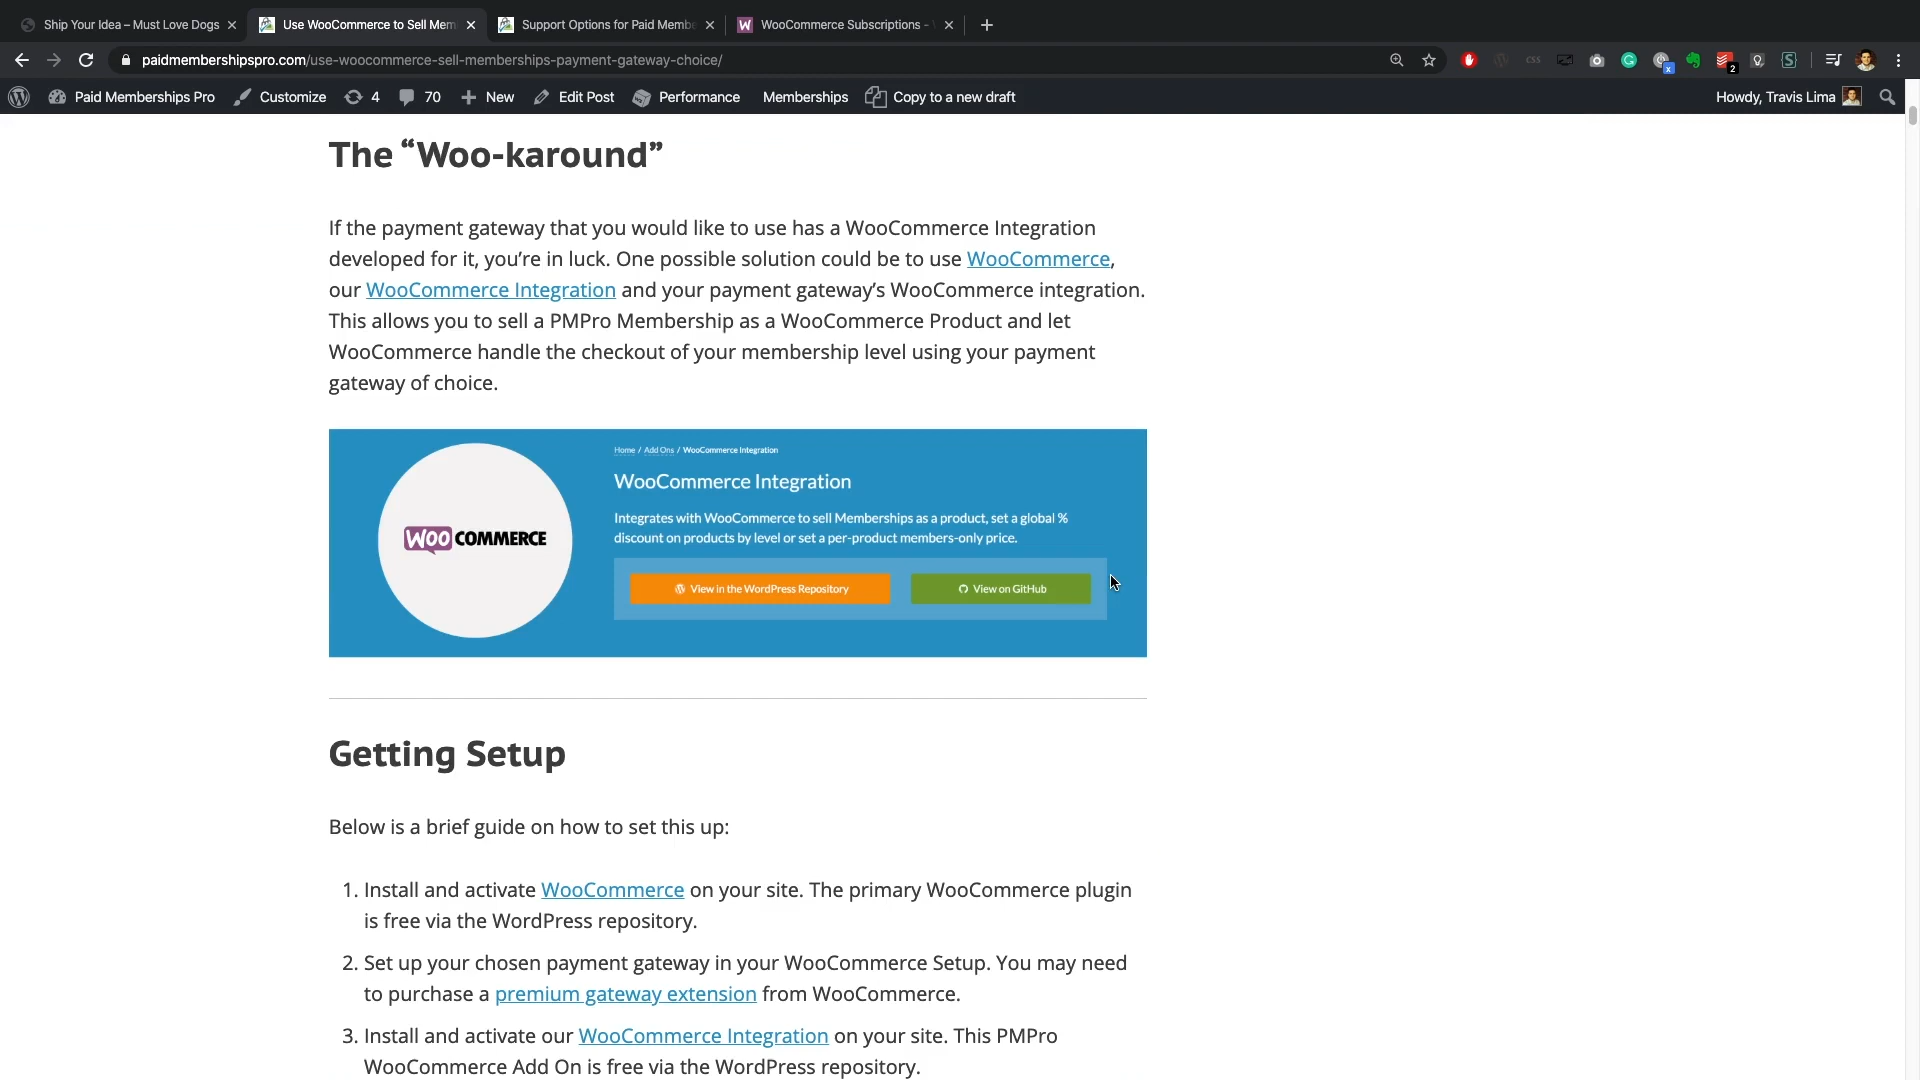 Ship Your Idea – Must Love Dogs
Use WooCommerce to Sell Mem
Support Options for Paid Membe
WooCommerce Subscriptions -
paidmembershipspro.com/use-woocommerce-sell-memberships-payment-gateway-choice/
css
x
2
S
Paid Memberships Pro
Customize
4
70
New
Edit Post
Performance
Memberships
Copy to a new draft
Howdy, Travis Lima
The “Woo-karound”
If the payment gateway that you would like to use has a WooCommerce Integration
developed for it, you’re in luck. One possible solution could be to use WooCommerce,
our WooCommerce Integration and your payment gateway’s WooCommerce integration.
This allows you to sell a PMPro Membership as a WooCommerce Product and let
WooCommerce handle the checkout of your membership level using your payment
gateway of choice.
Home / Add Ons / WooCommerce Integration
WooCommerce Integration
WOO COMMERCE
Integrates with WooCommerce to sell Memberships as a product, set a global %
discount on products by level or set a per-product members-only price.
View in the WordPress Repository
View on GitHub
Getting Setup
Below is a brief guide on how to set this up:
1. Install and activate WooCommerce on your site. The primary WooCommerce plugin
is free via the WordPress repository.
2. Set up your chosen payment gateway in your WooCommerce Setup. You may need
to purchase a premium gateway extension from WooCommerce.
3. Install and activate our WooCommerce Integration on your site. This PMPro
WooCommerce Add On is free via the WordPress repository.